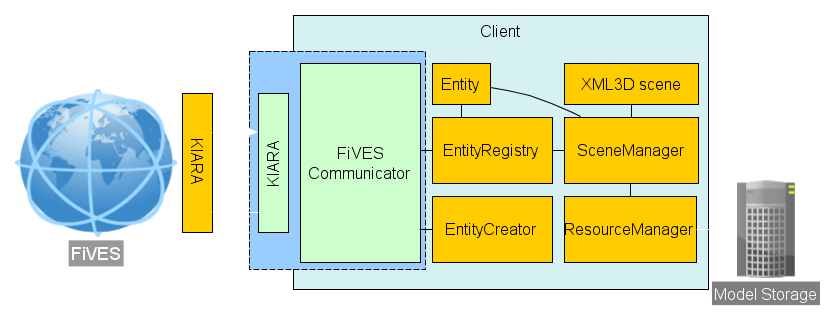 Client
Entity
XML3D scene
KIARA
KIARA
FiVES
Communicator
EntityRegistry
SceneManager
EntityCreator
ResourceManager
FiVES
Model Storage